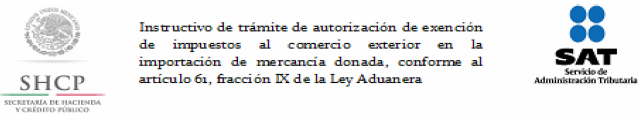 SHCP
SECRETARÍA DE HACIENDA
Y CRÉDITO PÚBLICO
Instructivo de trámite de autorización de exención
de impuestos al comercio exterior en la
importación de mercancía donada, conforme al
artículo 61, fracción IX de la Ley Aduanera
SAT
Servicio de
Administración Tributaria